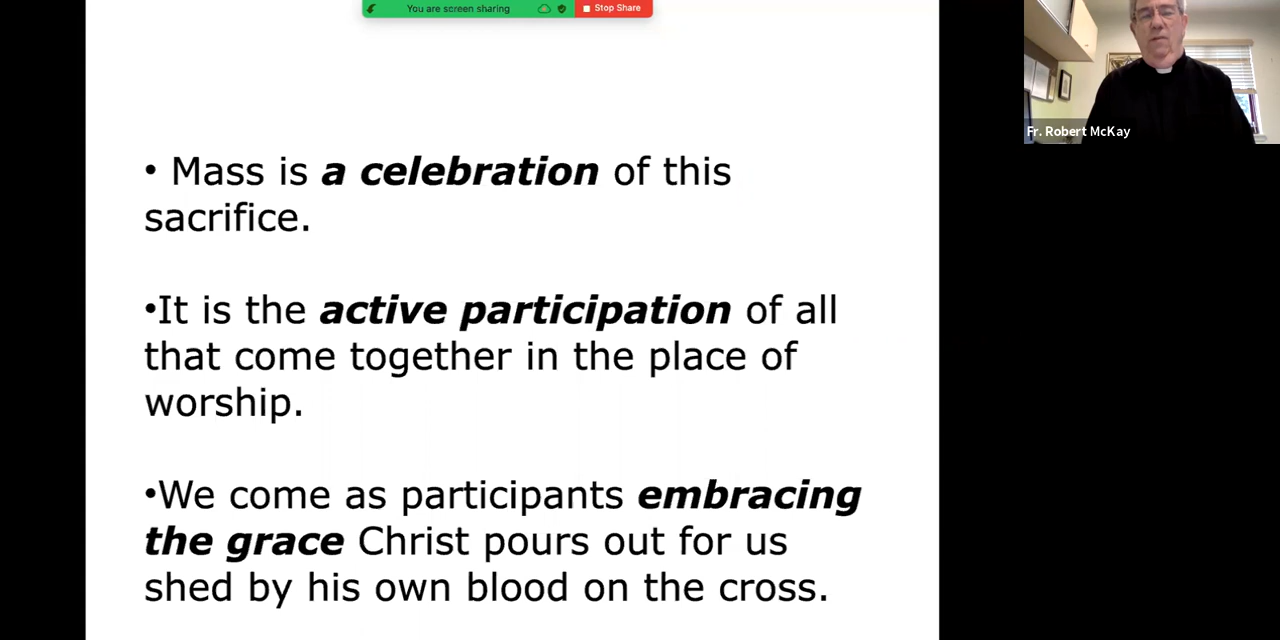 You are screen sharing Stop Share
Fr. Robert McKay
• Mass is a celebration of this
sacrifice.
•It is the active participation of all
that come together in the place of
worship.
•We come as participants embracing
the grace Christ pours out for us
shed by his own blood on the cross.